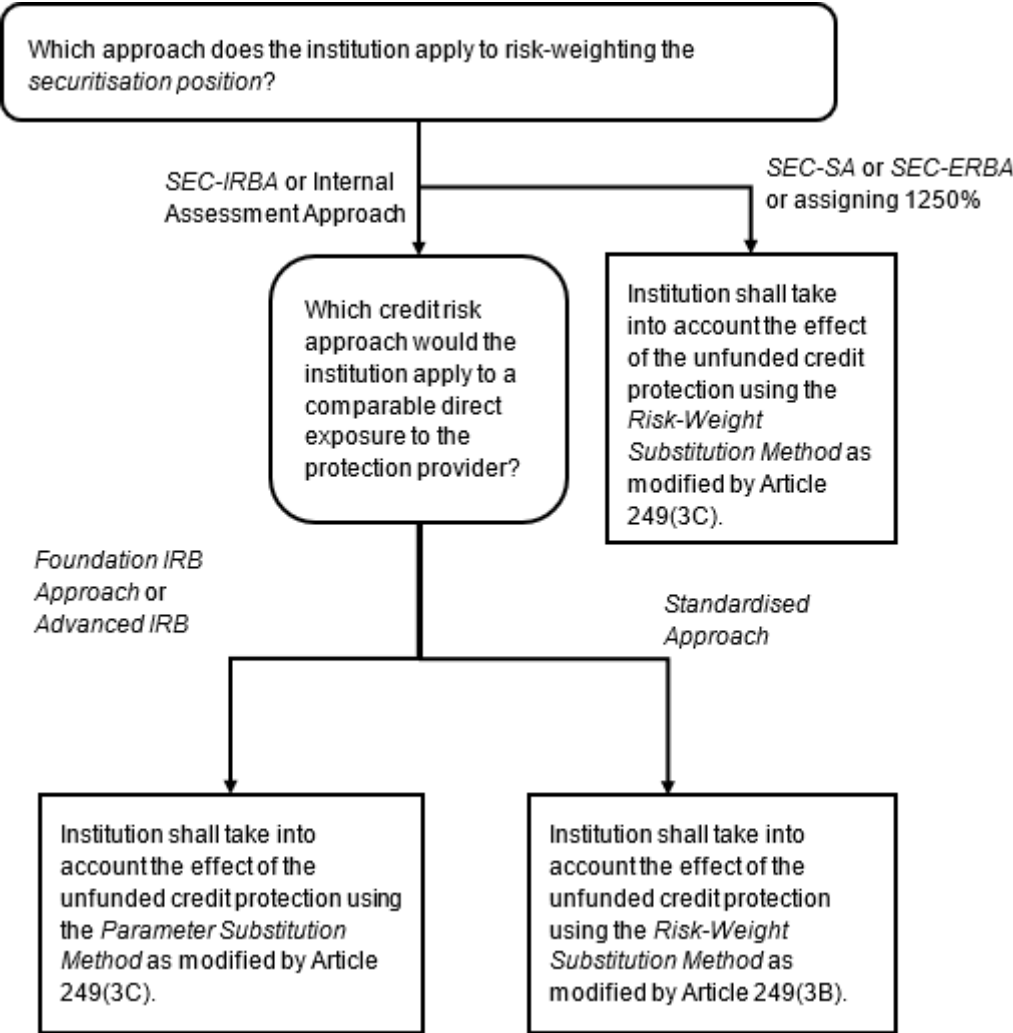 Which approach does the institution apply to risk-weighting the
securitisation position?
SEC-IRBA or Internal
Assessment Approach
SEC-SA or SEC-ERBA
or assigning 1250%
Which credit risk
approach would the
institution apply to a
comparable direct
exposure to the
protection provider?
Institution shall take
into account the effect
of the unfunded credit
protection using the
Risk-Weight
Substitution Method as
modified by Article
249(3C).
Foundation IRB
Approach or
Advanced IRB
Standardised
Approach
Institution shall take into
account the effect of the
unfunded credit protection using
the Parameter Substitution
Method as modified by Article
249(3C).
Institution shall take into
account the effect of the
unfunded credit protection
using the Risk-Weight
Substitution Method as
modified by Article 249(3B).